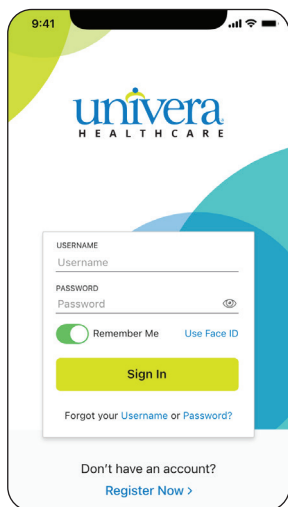 9:41
univera
HEALTHCARE
USERNAME
Username
PASSWORD
Password
Remember Me Use Face ID
Sign In
Forgot your Username or Password?
Don't have an account?
Register Now >